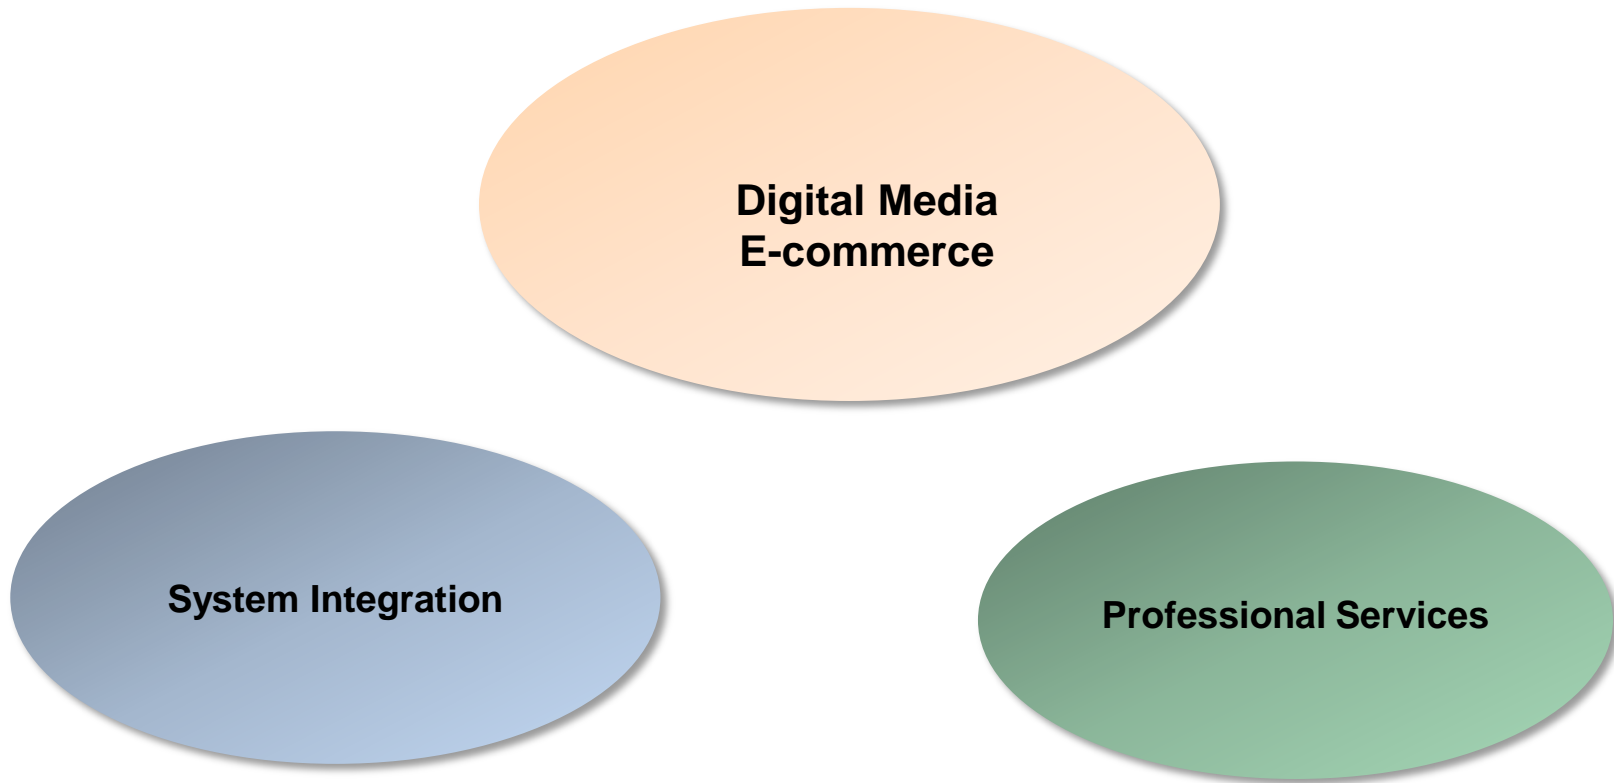 Digital Media
E-commerce
System Integration
Professional Services